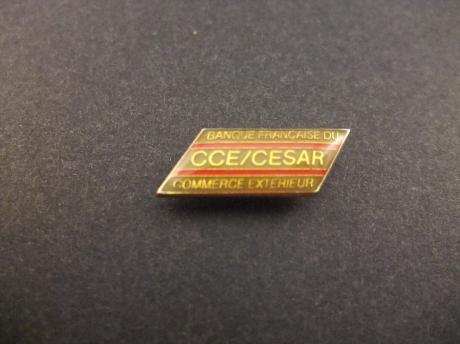 BANQUE FRANCAISE DU
CCE/CESAR
COMMERCE EXTERIEUR